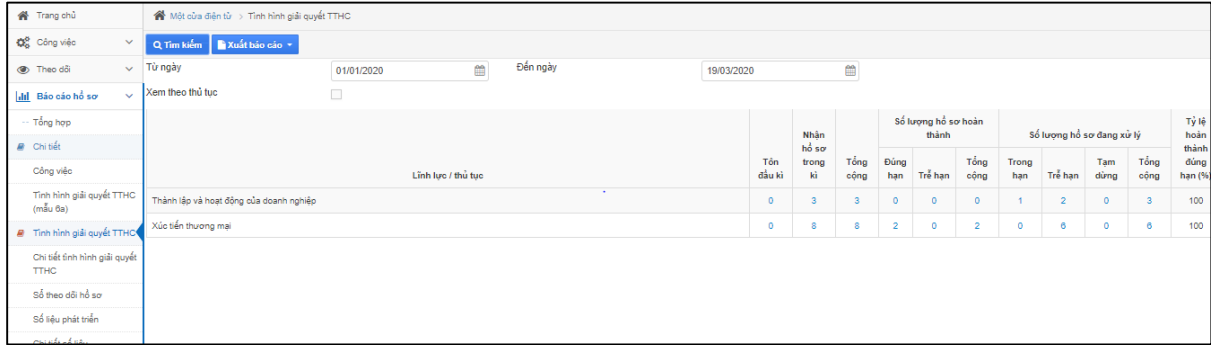 Trang chủ
Một cửa điện tử > Tình hình giải quyết TTHC
Công việc
Theo dõi
Báo cáo hồ sơ
Tổng hợp
Chi tiết
Công việc
Tình hình giải quyết TTHC
(mẫu 6a)
Tình hình giải quyết TTHC
Chi tiết tình hình giải quyết
TTHC
Sổ theo dõi hồ sơ
Số liệu phát triển
Chi tiết số liệu
Tìm kiếm Xuất báo cáo
Từ ngày 01/01/2020 Đến ngày 19/03/2020
Xem theo thủ tục
Lĩnh lực / thủ tục
Tồn
đầu kì
Nhận
hồ sơ
trong
kì
Tổng
cộng
Số lượng hồ sơ hoàn
thành
Đúng
hạn
Trễ hạn
Tổng
cộng
Số lượng hồ sơ đang xử lý
Trong
hạn
Trễ hạn
Tạm
dừng
Tổng
cộng
Tỷ lệ
hoàn
thành
đúng
hạn (%)
Thành lập và hoạt động của doanh nghiệp 0 3 3 0 0 0 1 2 0 3 100
Xúc tiến thương mại 0 8 8 2 0 2 0 6 0 6 100